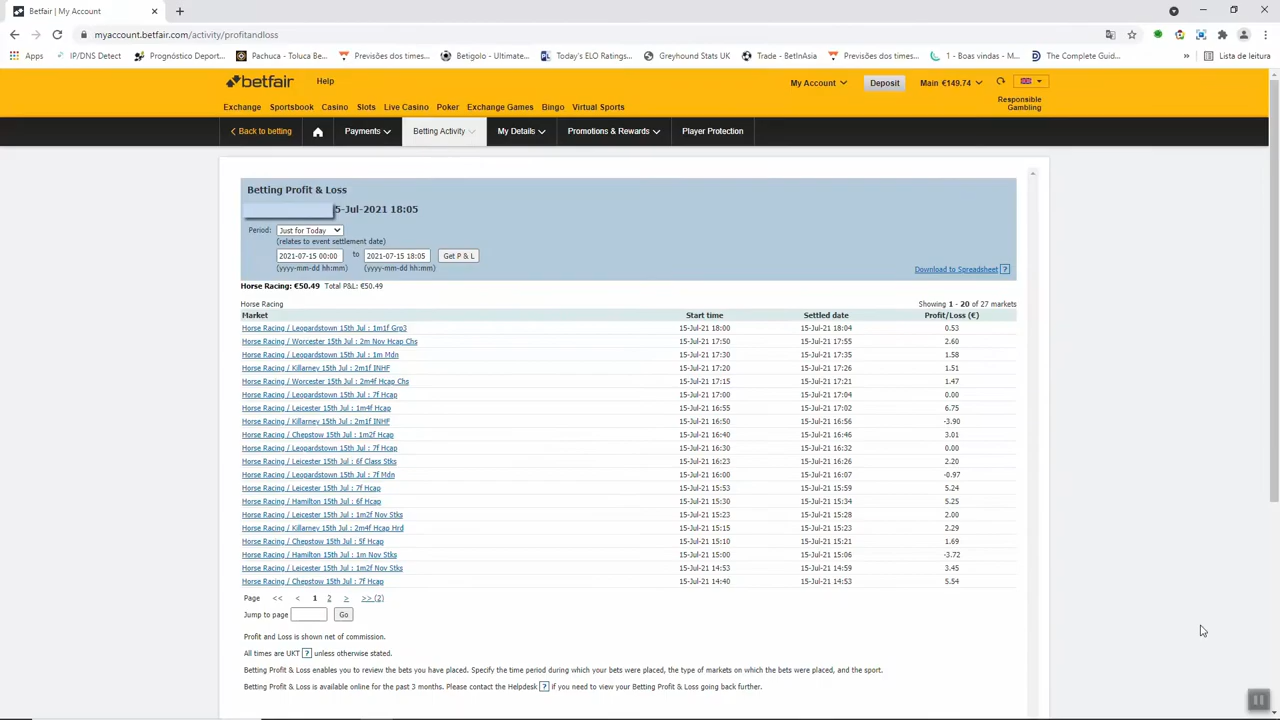 Betfair | My Account
myaccount.betfair.com/activity/profitandloss
Apps IP/DNS Detect Prognóstico Deportiv... Pachuca - Toluca Be... Previsões dos times... Betigolo - Ultimate... Today's ELO Ratings... Greyhound Stats UK Trade - BetInAsia Previsões dos times... 1 - Boas vindas – M... The Complete Guid... » Lista de leitura
betfair Help My Account Deposit Main €149.74
Responsible Gambling
Exchange Sportsbook Casino Slots Live Casino Poker Exchange Games Bingo Virtual Sports
Back to betting Payments Betting Activity My Details Promotions & Rewards Player Protection
Betting Profit & Loss
5-Jul-2021 18:05
Period: Just for Today
(relates to event settlement date)
2021-07-15 00:00 to 2021-07-15 18:05 Get P & L
(yyyy-mm-dd hh:mm) (yyyy-mm-dd hh:mm) Download to Spreadsheet ?
Horse Racing: €50.49 Total P&L: €50.49
Horse Racing Showing 1 - 20 of 27 markets
Market Start time Settled date Profit/Loss (€)
Horse Racing / Leopardstown 15th Jul : 1m1f Grp3 15-Jul-21 18:00 15-Jul-21 18:04 0.53
Horse Racing / Worcester 15th Jul : 2m Nov Hcap Chs 15-Jul-21 17:50 15-Jul-21 17:55 2.60
Horse Racing / Leopardstown 15th Jul : 1m Mdn 15-Jul-21 17:30 15-Jul-21 17:35 1.58
Horse Racing / Killarney 15th Jul : 2m1f INHF 15-Jul-21 17:20 15-Jul-21 17:26 1.51
Horse Racing / Worcester 15th Jul : 2m4f Hcap Chs 15-Jul-21 17:15 15-Jul-21 17:21 1.47
Horse Racing / Leopardstown 15th Jul : 7f Hcap 15-Jul-21 17:00 15-Jul-21 17:04 0.00
Horse Racing / Leicester 15th Jul : 1m4f Hcap 15-Jul-21 16:55 15-Jul-21 17:02 6.75
Horse Racing / Killarney 15th Jul : 2m1f INHF 15-Jul-21 16:50 15-Jul-21 16:56 -3.90
Horse Racing / Chepstow 15th Jul : 1m2f Hcap 15-Jul-21 16:40 15-Jul-21 16:46 3.01
Horse Racing / Leopardstown 15th Jul : 7f Hcap 15-Jul-21 16:30 15-Jul-21 16:32 0.00
Horse Racing / Leicester 15th Jul : 6f Class Stks 15-Jul-21 16:23 15-Jul-21 16:26 2.20
Horse Racing / Leopardstown 15th Jul : 7f Mdn 15-Jul-21 16:00 15-Jul-21 16:07 -0.97
Horse Racing / Leicester 15th Jul : 7f Hcap 15-Jul-21 15:53 15-Jul-21 15:59 5.24
Horse Racing / Hamilton 15th Jul : 6f Hcap 15-Jul-21 15:30 15-Jul-21 15:34 5.25
Horse Racing / Leicester 15th Jul : 1m2f Nov Stks 15-Jul-21 15:23 15-Jul-21 15:28 2.00
Horse Racing / Killarney 15th Jul : 2m4f Hcap Hrd 15-Jul-21 15:15 15-Jul-21 15:23 2.29
Horse Racing / Chepstow 15th Jul : 5f Hcap 15-Jul-21 15:10 15-Jul-21 15:21 1.69
Horse Racing / Hamilton 15th Jul : 1m Nov Stks 15-Jul-21 15:00 15-Jul-21 15:06 -3.72
Horse Racing / Leicester 15th Jul : 1m2f Nov Stks 15-Jul-21 14:53 15-Jul-21 14:59 3.45
Horse Racing / Chepstow 15th Jul : 7f Hcap 15-Jul-21 14:40 15-Jul-21 14:53 5.54
Page << < 1 2 > >> (2)
Jump to page Go
Profit and Loss is shown net of commission.
All times are UKT ? unless otherwise stated.
Betting Profit & Loss enables you to review the bets you have placed. Specify the time period during which your bets were placed, the type of markets on which the bets were placed, and the sport.
Betting Profit & Loss is available online for the past 3 months. Please contact the Helpdesk ? if you need to view your Betting Profit & Loss going back further.